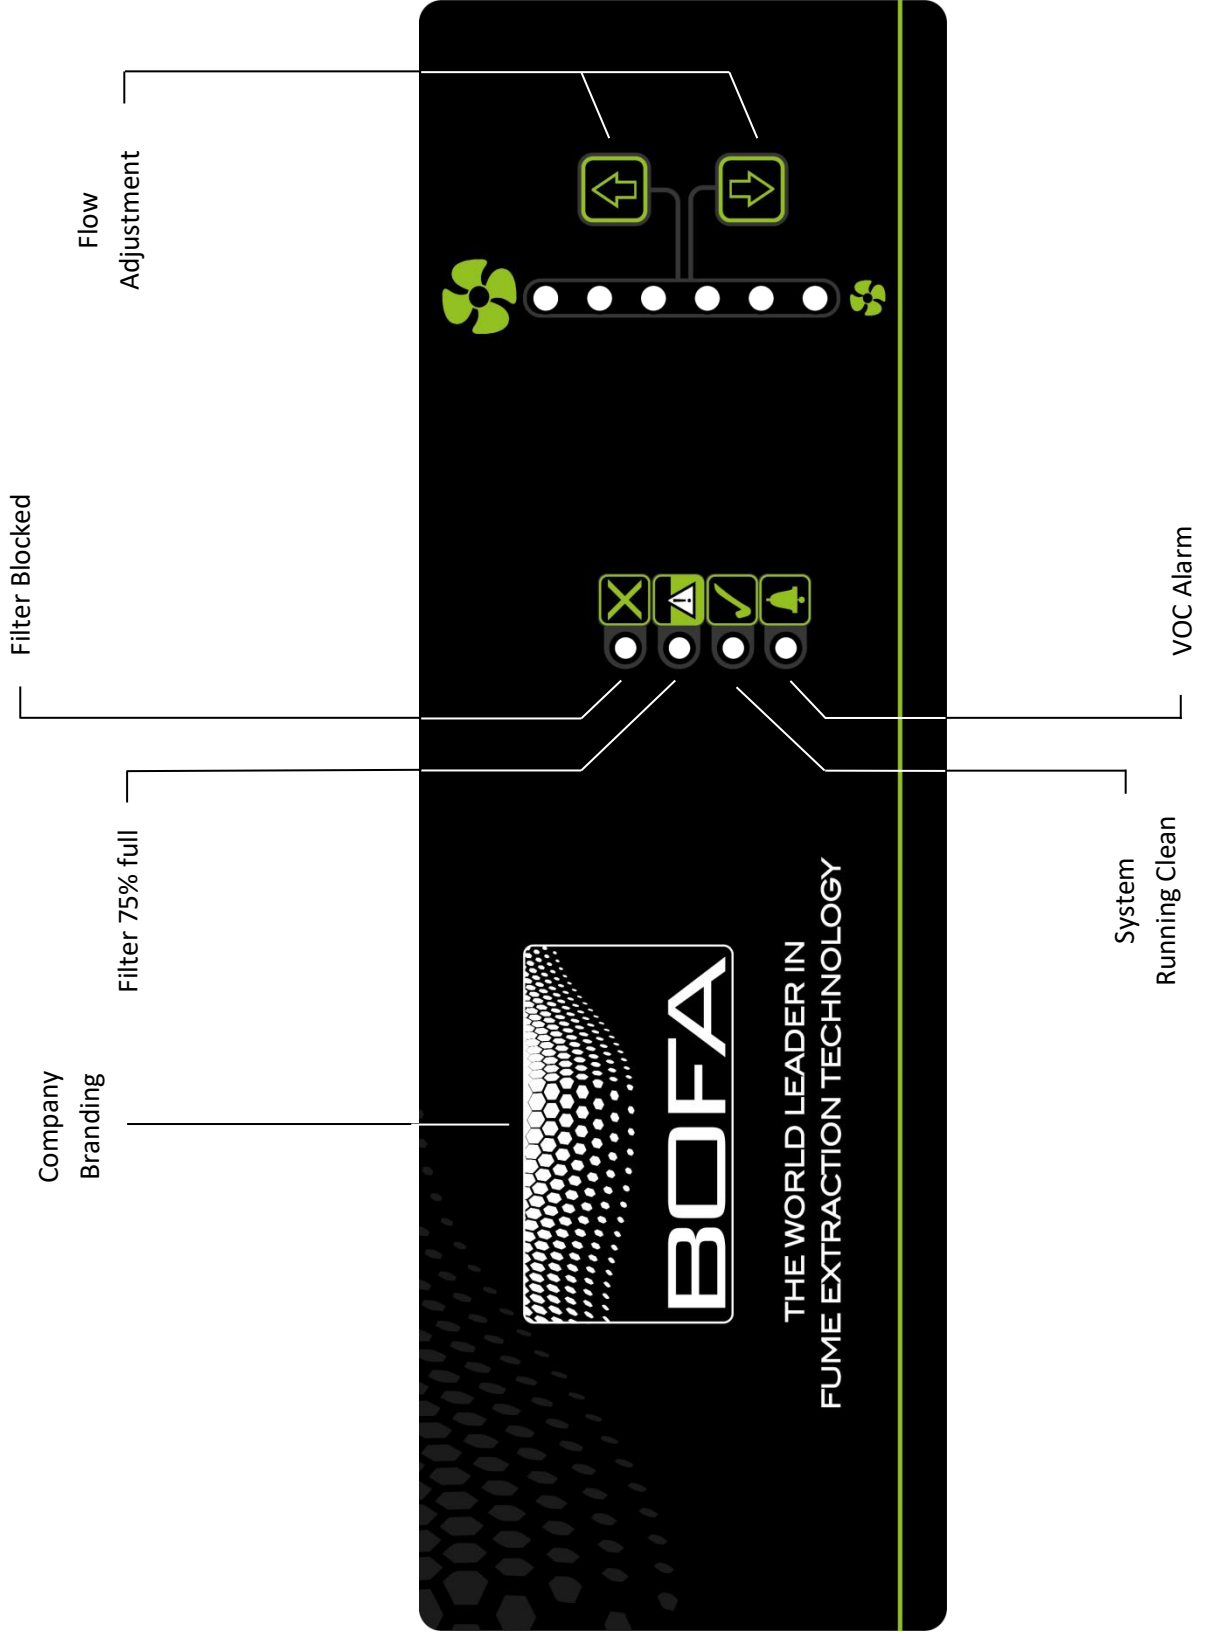 Company
Branding
Filter 75% full
Filter Blocked
Flow
Adjustment
BOFA
THE WORLD LEADER IN
FUME EXTRACTION TECHNOLOGY
System
Running Clean
VOC Alarm